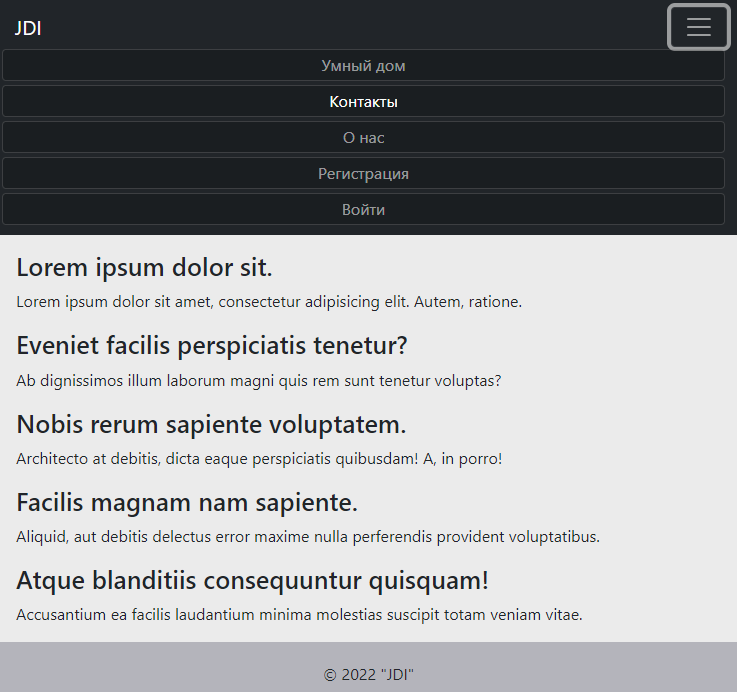 JDI
Умный дом
Контакты
О нас
Регистрация
Войти
Lorem ipsum dolor sit.
Lorem ipsum dolor sit amet, consectetur adipisicing elit. Autem, ratione.
Eveniet facilis perspiciatis tenetur?
Ab dignissimos illum laborum magni quis rem sunt tenetur voluptas?
Nobis rerum sapiente voluptatem.
Architecto at debitis, dicta eaque perspiciatis quibusdam! A, in porro!
Facilis magnam nam sapiente.
Aliquid, aut debitis delectus error maxime nulla perferendis provident voluptatibus.
Atque blanditiis consequuntur quisquam!
Accusantium ea facilis laudantium minima molestias suscipit totam veniam vitae.
© 2022 "JDI"